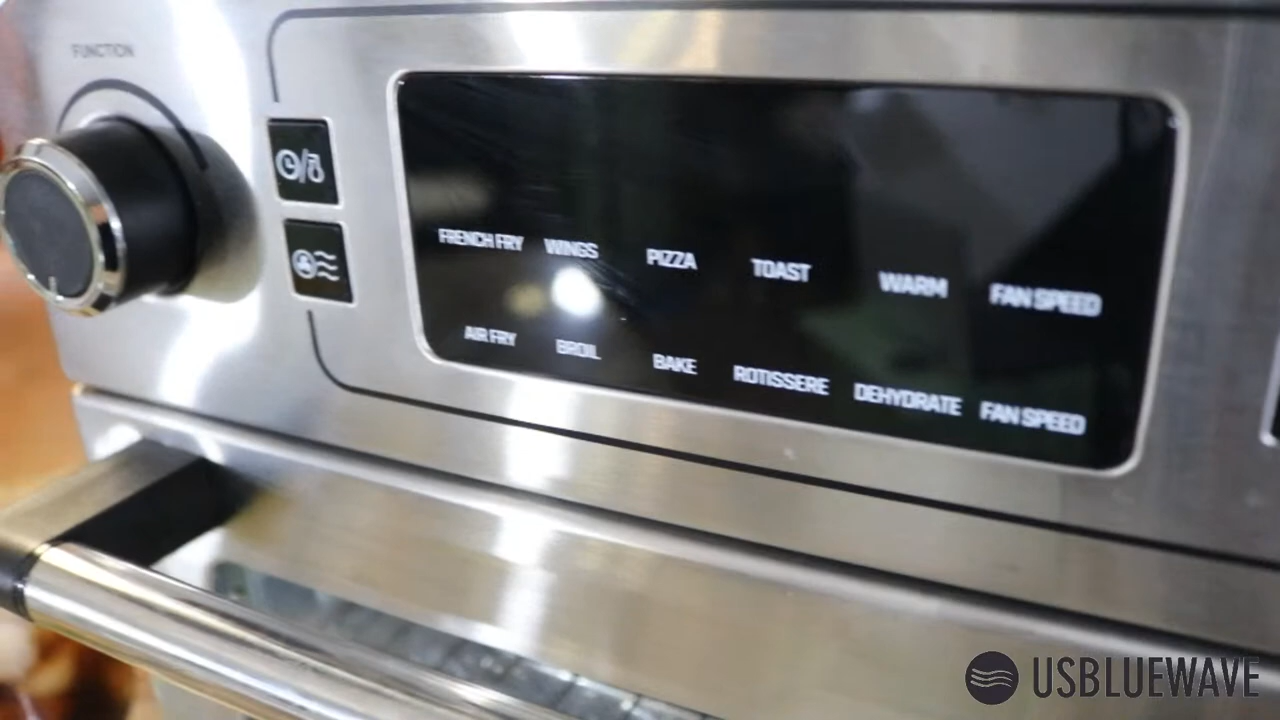 FUNCTION
FRENCH FRY WINGS PIZZA TOAST WARM FAN SPEED
AIR FRY BROIL BAKE ROTISSERE DEHYDRATE FAN SPEED
USBLUEWAVE